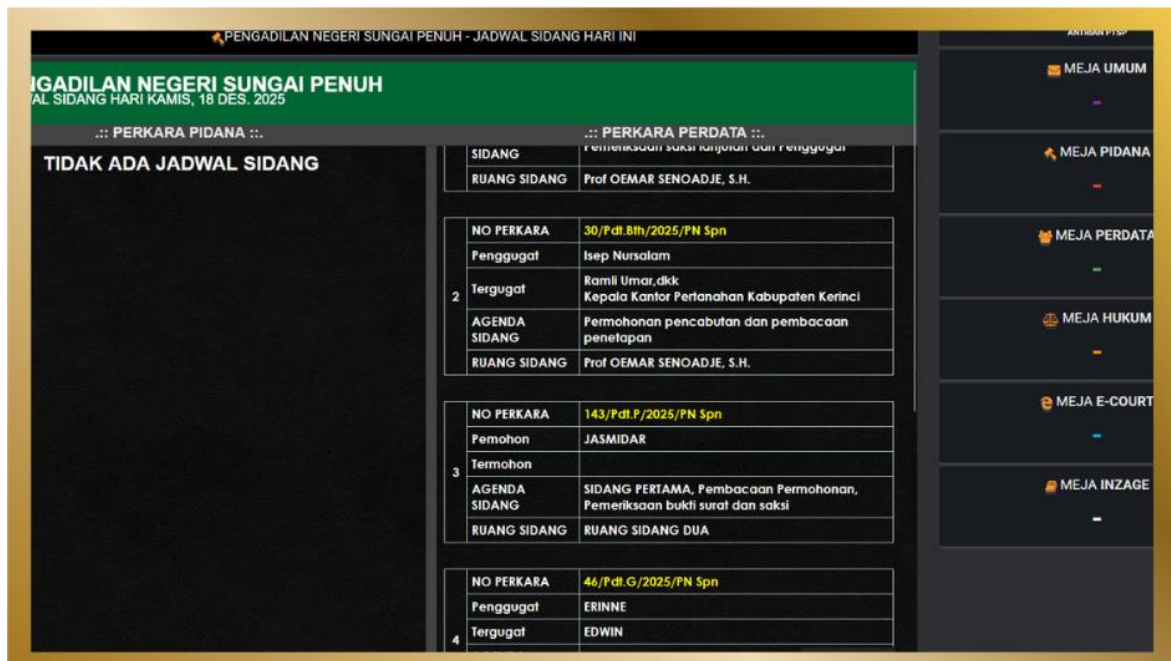 PENGADILAN NEGERI SUNGAI PENUH - JADWAL SIDANG HARI INI
NGADILAN NEGERI SUNGAI PENUH
AL SIDANG HARI KAMIS, 18 DES. 2025
.:: PERKARA PIDANA ::.
TIDAK ADA JADWAL SIDANG
.:: PERKARA PERDATA ::.
SIDANG Pemeriksaan saksi lanjutan dari Penggugat
RUANG SIDANG Prof OEMAR SENOADJE, S.H.
2
NO PERKARA 30/Pdt.Bth/2025/PN Spn
Penggugat Isep Nursalam
Tergugat Ramli Umar,dkk
Kepala Kantor Pertanahan Kabupaten Kerinci
AGENDA SIDANG Permohonan pencabutan dan pembacaan
penetapan
RUANG SIDANG Prof OEMAR SENOADJE, S.H.
3
NO PERKARA 143/Pdt.P/2025/PN Spn
Pemohon JASMIDAR
Termohon
AGENDA SIDANG SIDANG PERTAMA, Pembacaan Permohonan,
Pemeriksaan bukti surat dan saksi
RUANG SIDANG RUANG SIDANG DUA
4
NO PERKARA 46/Pdt.G/2025/PN Spn
Penggugat ERINNE
Tergugat EDWIN
ANTRIAN PTSP
MEJA UMUM
-
MEJA PIDANA
-
MEJA PERDATA
-
MEJA HUKUM
-
MEJA E-COURT
-
MEJA INZAGE
-